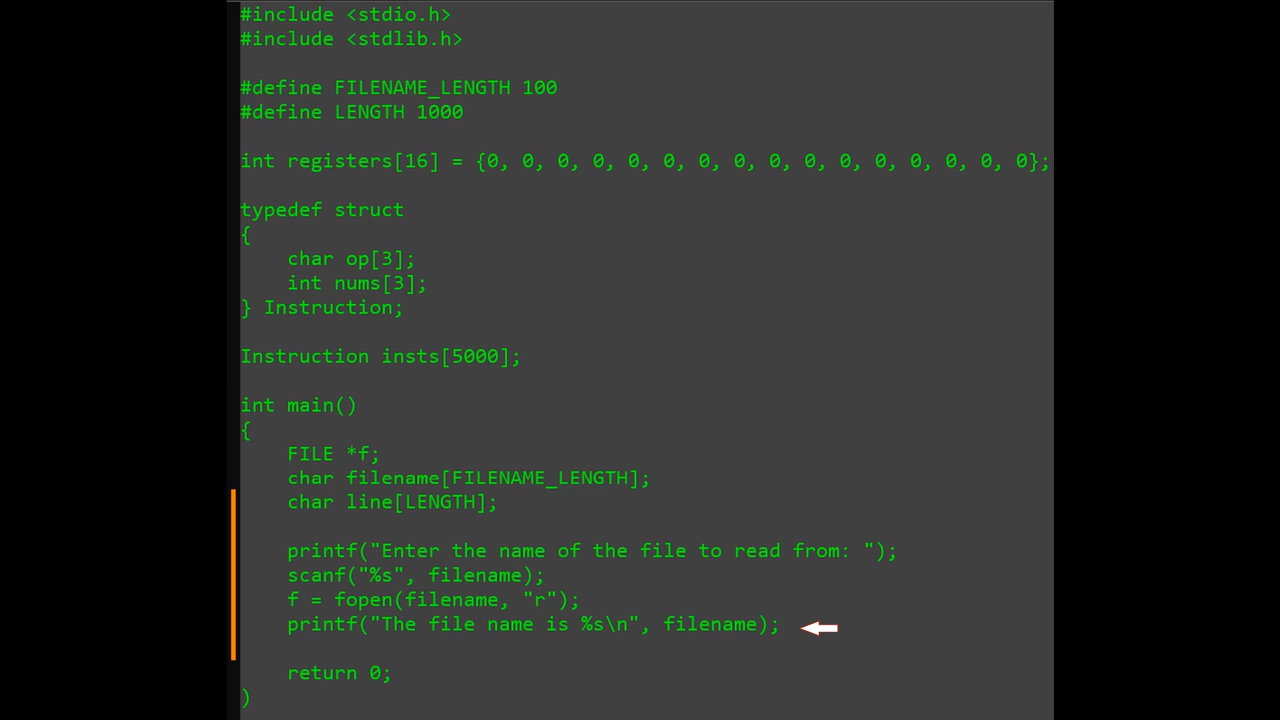 #include <stdio.h>
#include <stdlib.h>
#define FILENAME_LENGTH 100
#define LENGTH 1000
int registers[16] = {0, 0, 0, 0, 0, 0, 0, 0, 0, 0, 0, 0, 0, 0, 0, 0};
typedef struct
{
    char op[3];
    int nums[3];
} Instruction;
Instruction insts[5000];
int main()
{
    FILE *f;
    char filename[FILENAME_LENGTH];
    char line[LENGTH];
    printf("Enter the name of the file to read from: ");
    scanf("%s", filename);
    f = fopen(filename, "r");
    printf("The file name is %s\n", filename);
    return 0;
)